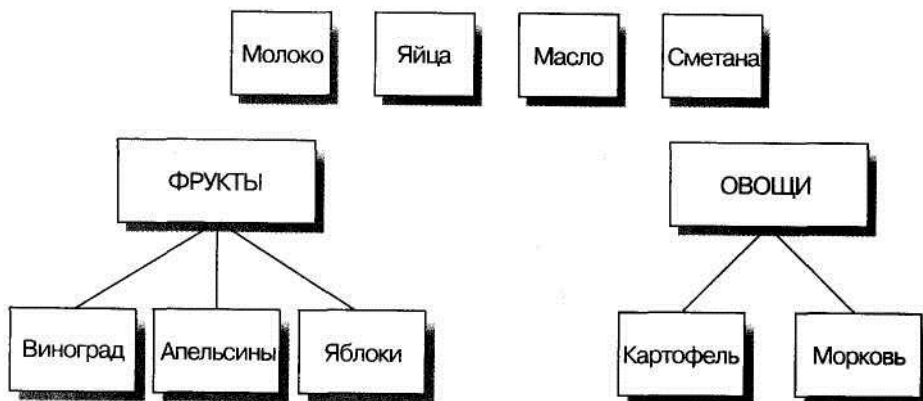 Молоко
Яйца
Масло
Сметана
ФРУКТЫ
ОВОЩИ
Виноград
Апельсины
Яблоки
Картофель
Морковь